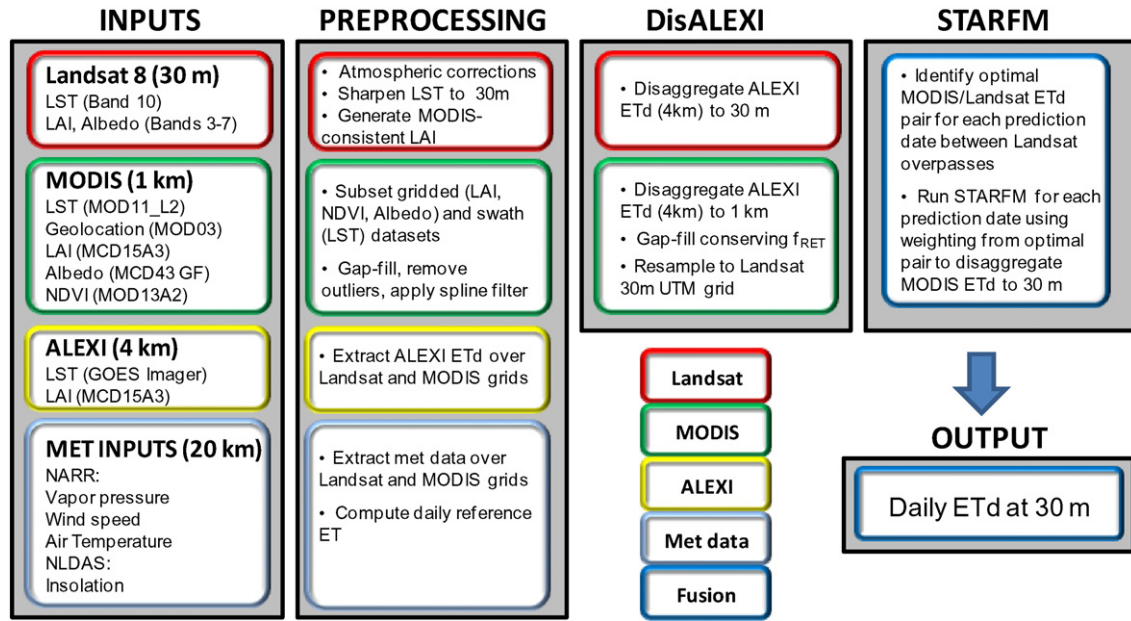 INPUTS
Landsat 8 (30 m)
LST (Band 10)
LAI, Albedo (Bands 3-7)
MODIS (1 km)
LST (MOD11_L2)
Geolocation (MOD03)
LAI (MCD15A3)
Albedo (MCD43 GF)
NDVI (MOD13A2)
ALEXI (4 km)
LST (GOES Imager)
LAI (MCD15A3)
MET INPUTS (20 km)
NARR:
Vapor pressure
Wind speed
Air Temperature
NLDAS:
Insolation
PREPROCESSING
• Atmospheric corrections
• Sharpen LST to 30m
• Generate MODIS-
consistent LAI
• Subset gridded (LAI,
NDVI, Albedo) and swath
(LST) datasets
• Gap-fill, remove
outliers, apply spline filter
• Extract ALEXI ETd over
Landsat and MODIS grids
• Extract met data over
Landsat and MODIS grids
• Compute daily reference
ET
DisALEXI
• Disaggregate ALEXI
ETd (4km) to 30 m
• Disaggregate ALEXI
ETd (4km) to 1 km
• Gap-fill conserving fRET
• Resample to Landsat
30m UTM grid
Landsat
MODIS
ALEXI
Met data
Fusion
STARFM
• Identify optimal
MODIS/Landsat ETd
pair for each prediction
date between Landsat
overpasses
• Run STARFM for each
prediction date using
weighting from optimal
pair to disaggregate
MODIS ETd to 30 m
OUTPUT
Daily ETd at 30 m